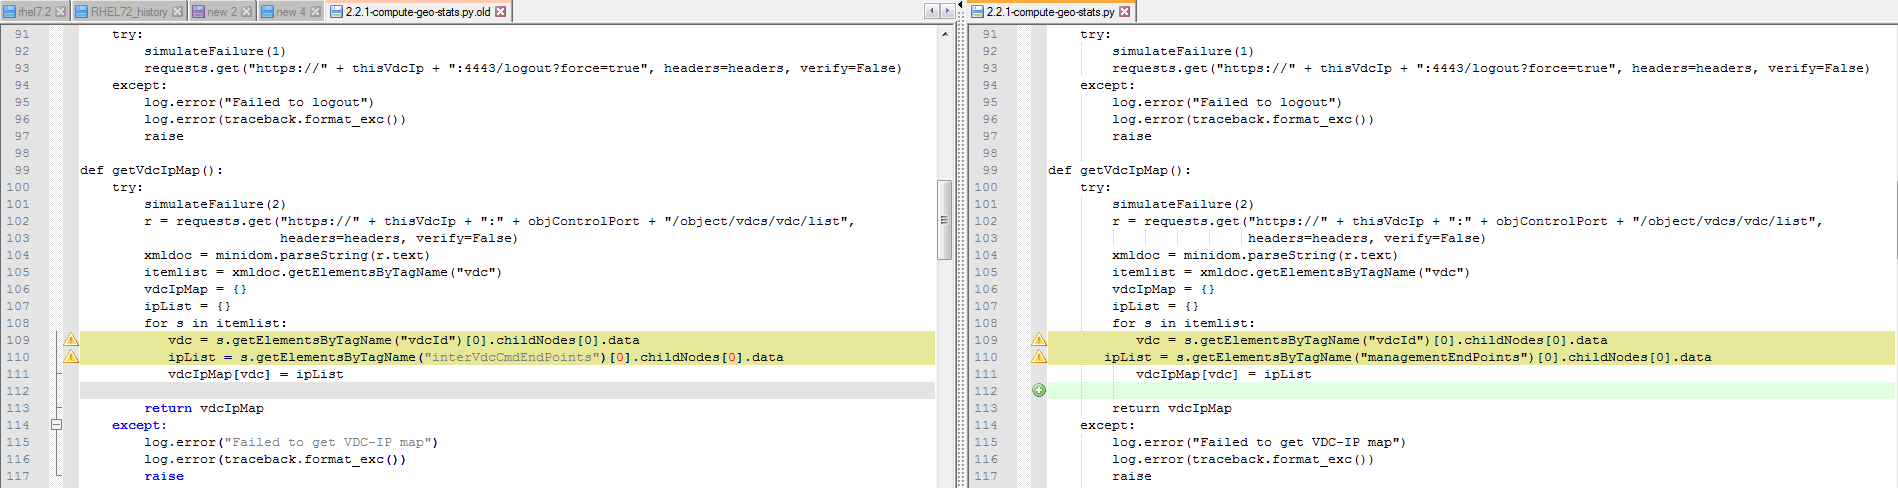 rhel7.2
RHEL72_history
new 2
new 4
2.2.1-compute-geo-stats.py.old
91         try:
92             simulateFailure(1)
93             requests.get("https://" + thisVdcIp + ":4443/logout?force=true", headers=headers, verify=False)
94         except:
95             log.error("Failed to logout")
96             log.error(traceback.format_exc())
97             raise
98
99     def getVdcIpMap():
100        try:
101            simulateFailure(2)
102            r = requests.get("https://" + thisVdcIp + ":" + objControlPort + "/object/vdcs/vdc/list",
103                             headers=headers, verify=False)
104            xmldoc = minidom.parseString(r.text)
105            itemlist = xmldoc.getElementsByTagName("vdc")
106            vdcIpMap = {}
107            ipList = {}
108            for s in itemlist:
109               vdc = s.getElementsByTagName("vdcId")[0].childNodes[0].data
110               ipList = s.getElementsByTagName("interVdcCmdEndPoints")[0].childNodes[0].data
111               vdcIpMap[vdc] = ipList
112
113            return vdcIpMap
114        except:
115            log.error("Failed to get VDC-IP map")
116            log.error(traceback.format_exc())
117            raise
2.2.1-compute-geo-stats.py
91         try:
92             simulateFailure(1)
93             requests.get("https://" + thisVdcIp + ":4443/logout?force=true", headers=headers, verify=False)
94         except:
95             log.error("Failed to logout")
96             log.error(traceback.format_exc())
97             raise
98
99     def getVdcIpMap():
100        try:
101            simulateFailure(2)
102            r = requests.get("https://" + thisVdcIp + ":" + objControlPort + "/object/vdcs/vdc/list",
103                             headers=headers, verify=False)
104            xmldoc = minidom.parseString(r.text)
105            itemlist = xmldoc.getElementsByTagName("vdc")
106            vdcIpMap = {}
107            ipList = {}
108            for s in itemlist:
109               vdc = s.getElementsByTagName("vdcId")[0].childNodes[0].data
110           ipList = s.getElementsByTagName("managementEndPoints")[0].childNodes[0].data
111               vdcIpMap[vdc] = ipList
112
113            return vdcIpMap
114        except:
115            log.error("Failed to get VDC-IP map")
116            log.error(traceback.format_exc())
117            raise